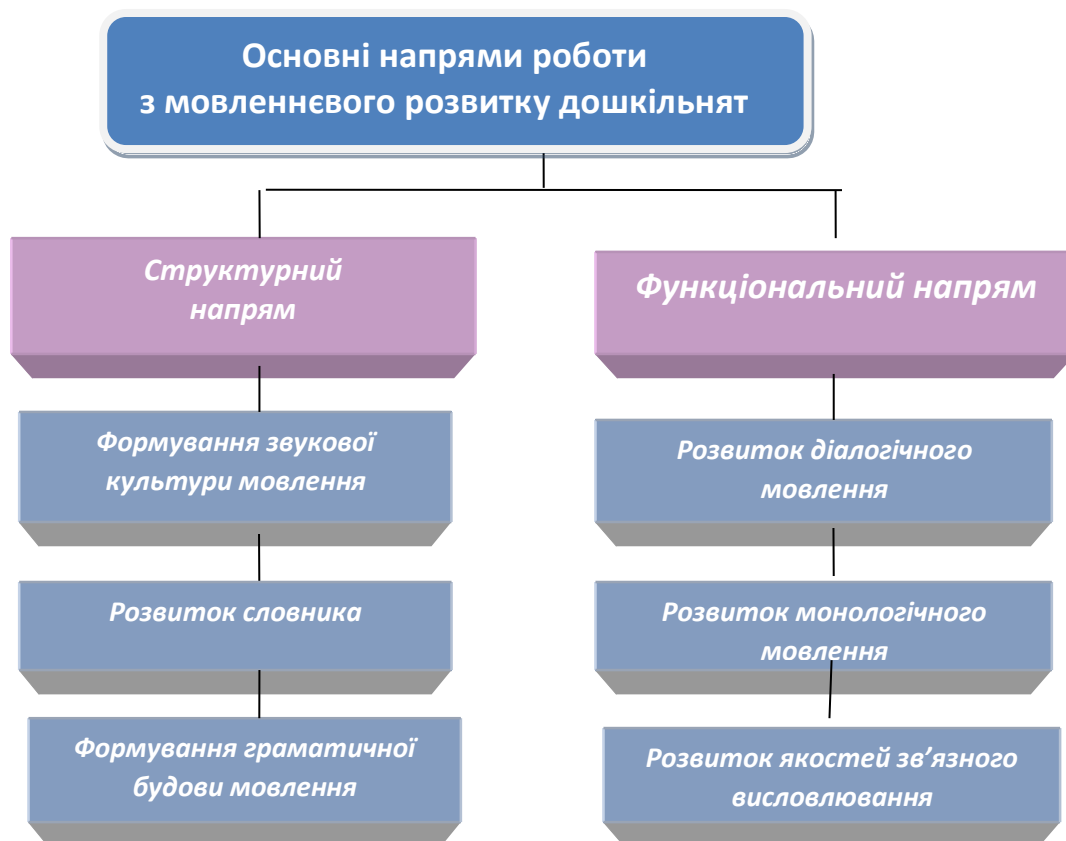 Основні напрями роботи
з мовленнєвого розвитку дошкільнят
Структурний
напрям
Функціональний напрям
Формування звукової
культури мовлення
Розвиток діалогічного
мовлення
Розвиток словника
Розвиток монологічного
мовлення
Формування граматичної
будови мовлення
Розвиток якостей зв’язного
висловлювання